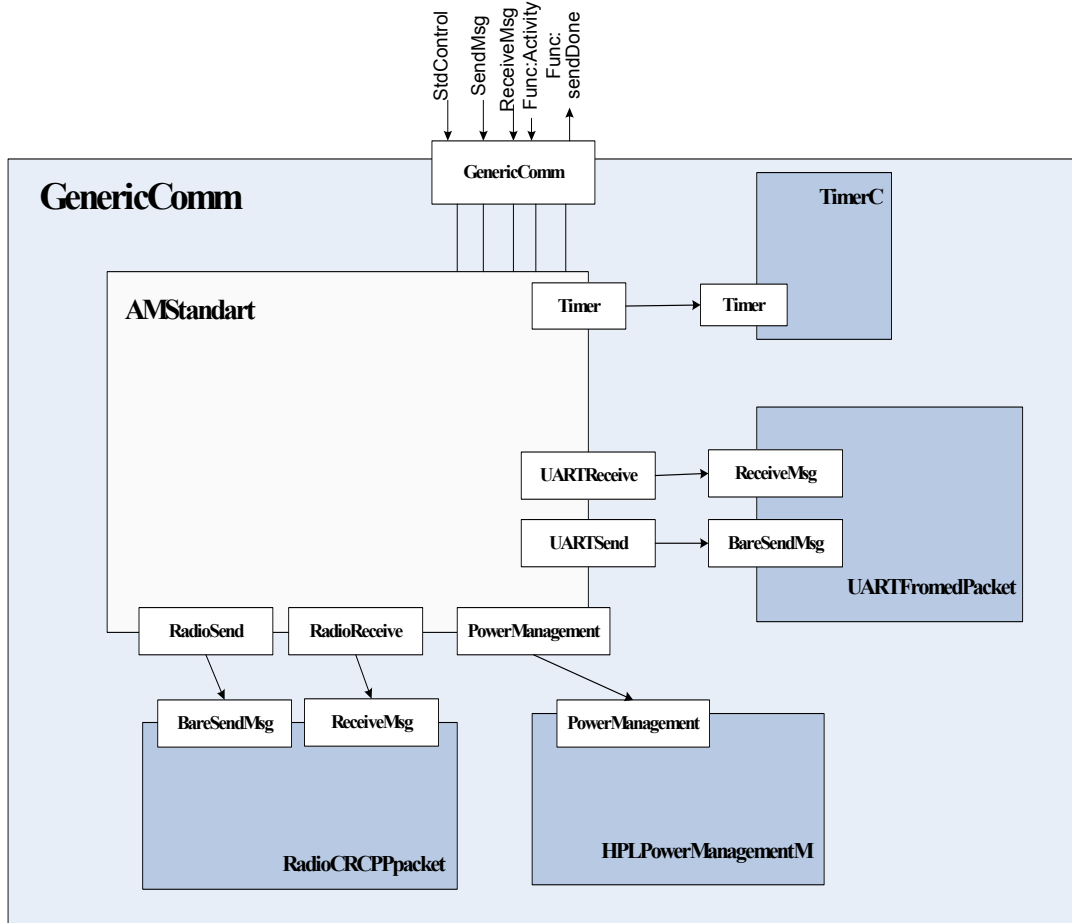 StdControl
SendMsg
ReceiveMsg
Func:Activity
Func:
sendDone
GenericComm
GenericComm
TimerC
AMStandart
Timer
Timer
UARTReceive
ReceiveMsg
UARTSend
BareSendMsg
UARTFromedPacket
RadioSend
RadioReceive
PowerManagement
BareSendMsg
ReceiveMsg
PowerManagement
RadioCRCPPpacket
HPLPowerManagementM